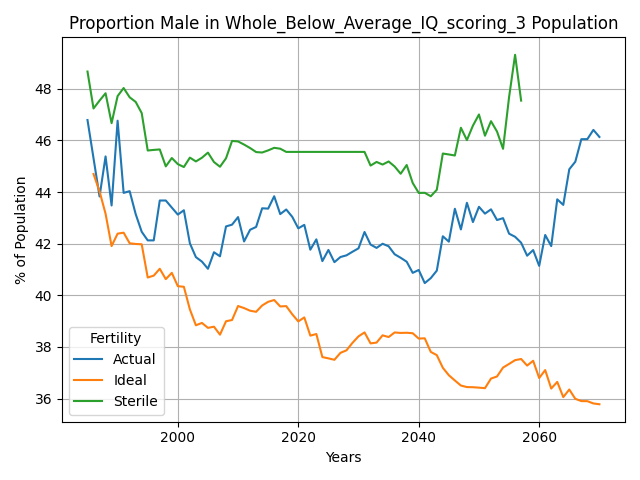 Proportion Male in Whole_Below_Average_IQ_scoring_3 Population
% of Population
48
46
44
42
40
38
36
Fertility
Actual
Ideal
Sterile
2000
2020
2040
2060
Years